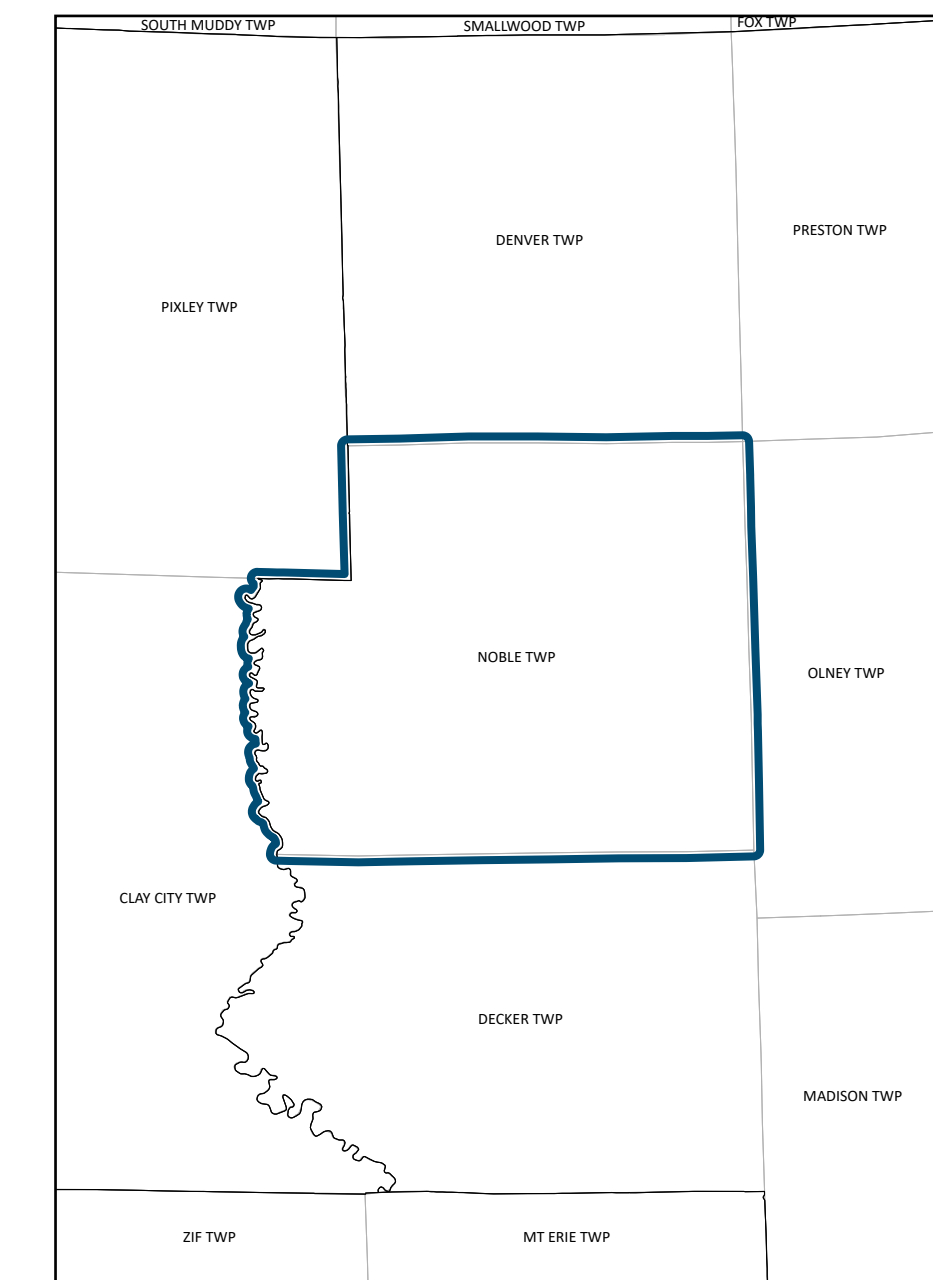 SOUTH MUDDY TWP
SMALLWOOD TWP
FOX TWP
PRESTON TWP
DENVER TWP
PIXLEY TWP
NOBLE TWP
OLNEY TWP
CLAY CITY TWP
DECKER TWP
MADISON TWP
ZIF TWP
MT ERIE TWP